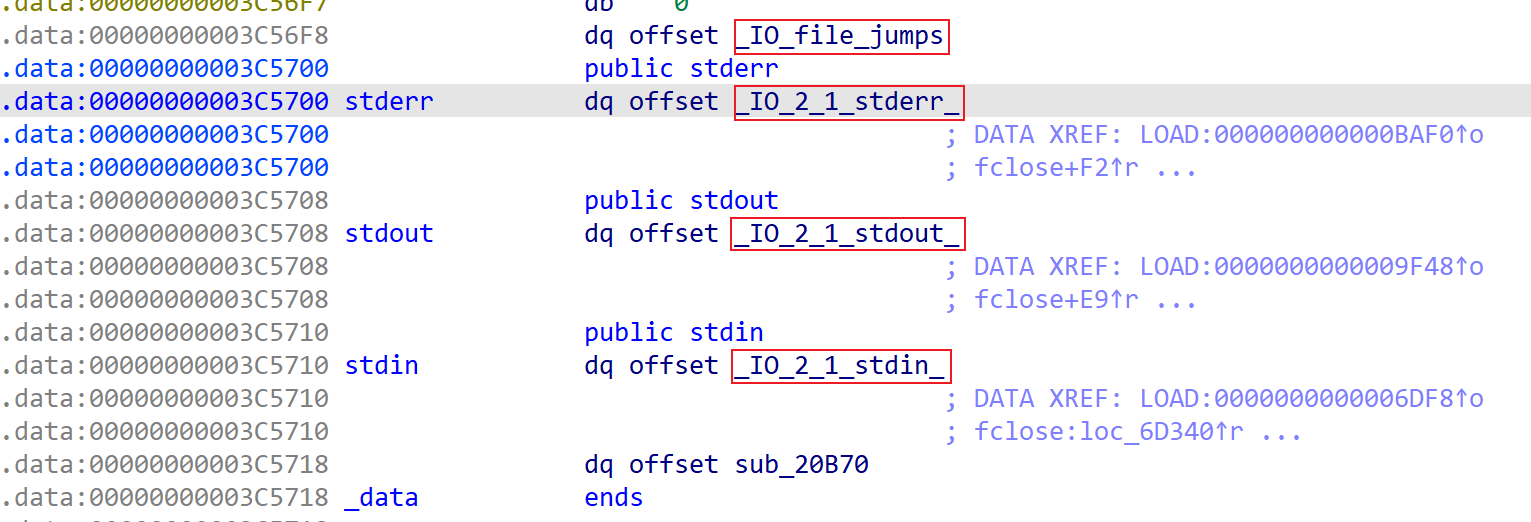 .data:00000000003C56F7 db 0
.data:00000000003C56F8 dq offset _IO_file_jumps
.data:00000000003C5700 public stderr
.data:00000000003C5700 stderr dq offset _IO_2_1_stderr_
.data:00000000003C5700 ; DATA XREF: LOAD:000000000000BAF0↑o
.data:00000000003C5700 ; fclose+F2↑r ...
.data:00000000003C5708 public stdout
.data:00000000003C5708 stdout dq offset _IO_2_1_stdout_
.data:00000000003C5708 ; DATA XREF: LOAD:0000000000009F48↑o
.data:00000000003C5708 ; fclose+E9↑r ...
.data:00000000003C5710 public stdin
.data:00000000003C5710 stdin dq offset _IO_2_1_stdin_
.data:00000000003C5710 ; DATA XREF: LOAD:0000000000006DF8↑o
.data:00000000003C5710 ; fclose:loc_6D340↑r ...
.data:00000000003C5718 dq offset sub_20B70
.data:00000000003C5718 _data ends